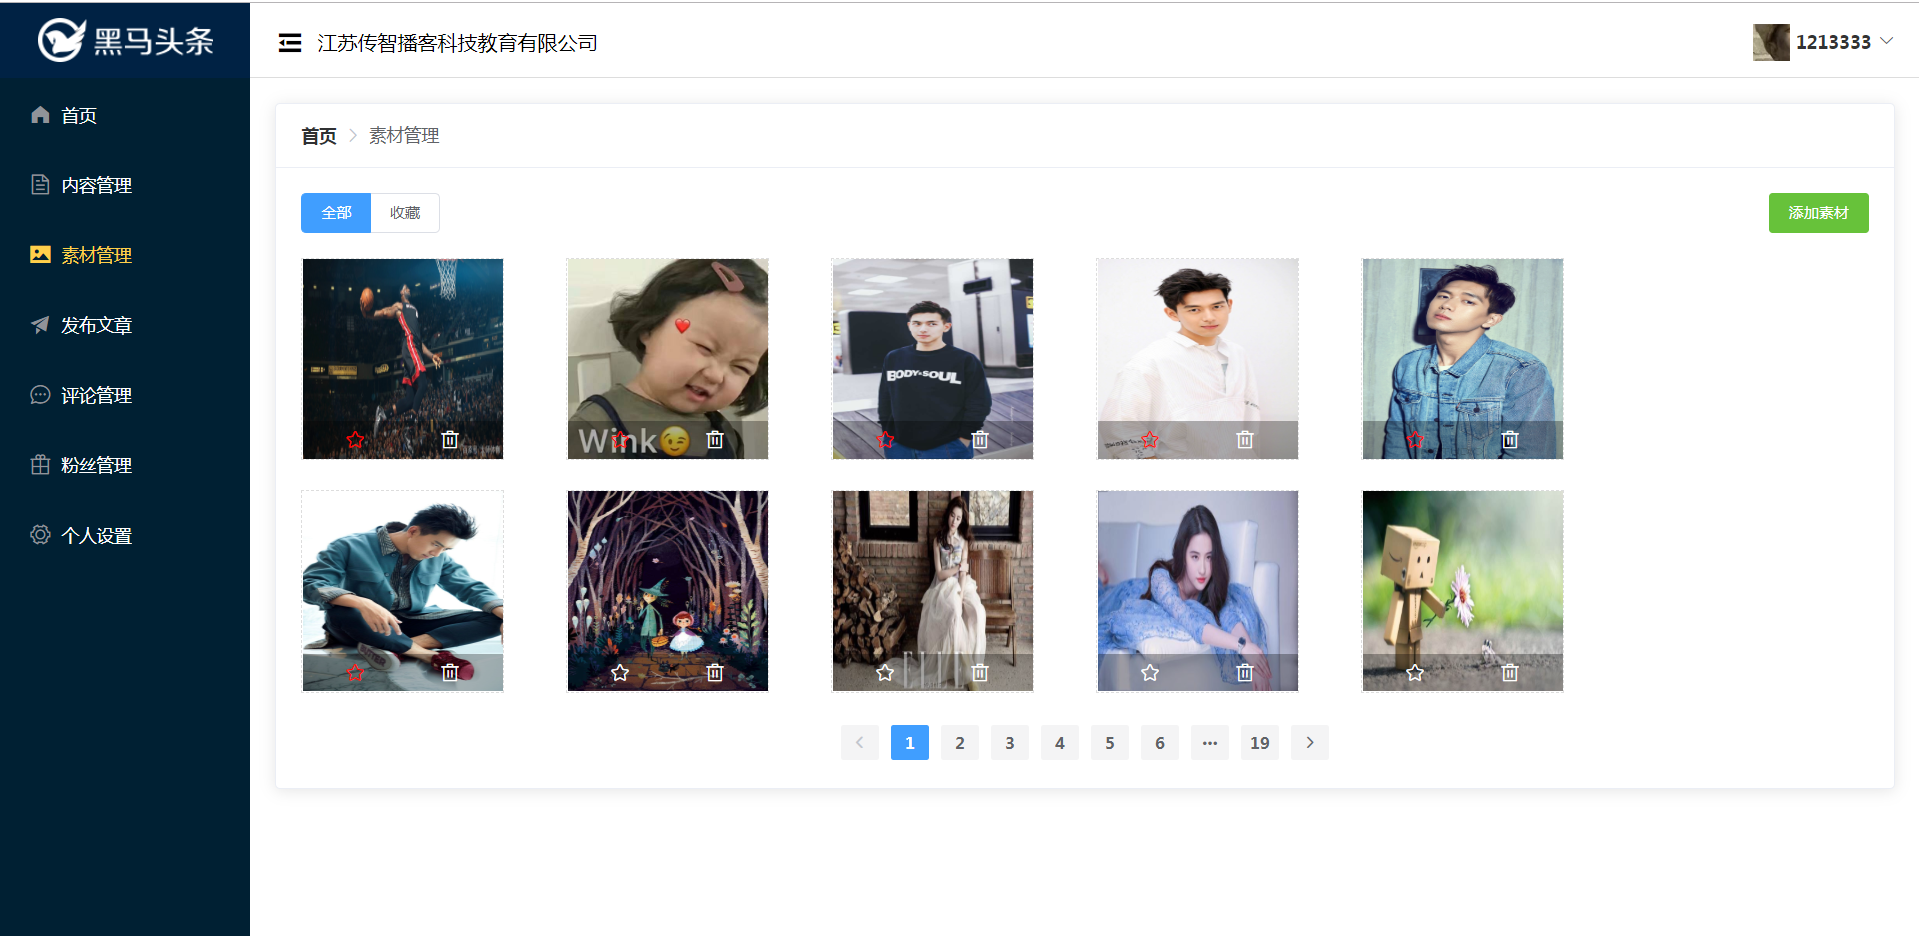 黑马头条
江苏传智播客科技教育有限公司
1213333
首页
内容管理
素材管理
发布文章
评论管理
粉丝管理
个人设置
首页 > 素材管理
全部
收藏
添加素材
BODY&SOUL
Wink
ELLE
1 2 3 4 5 6 ··· 19